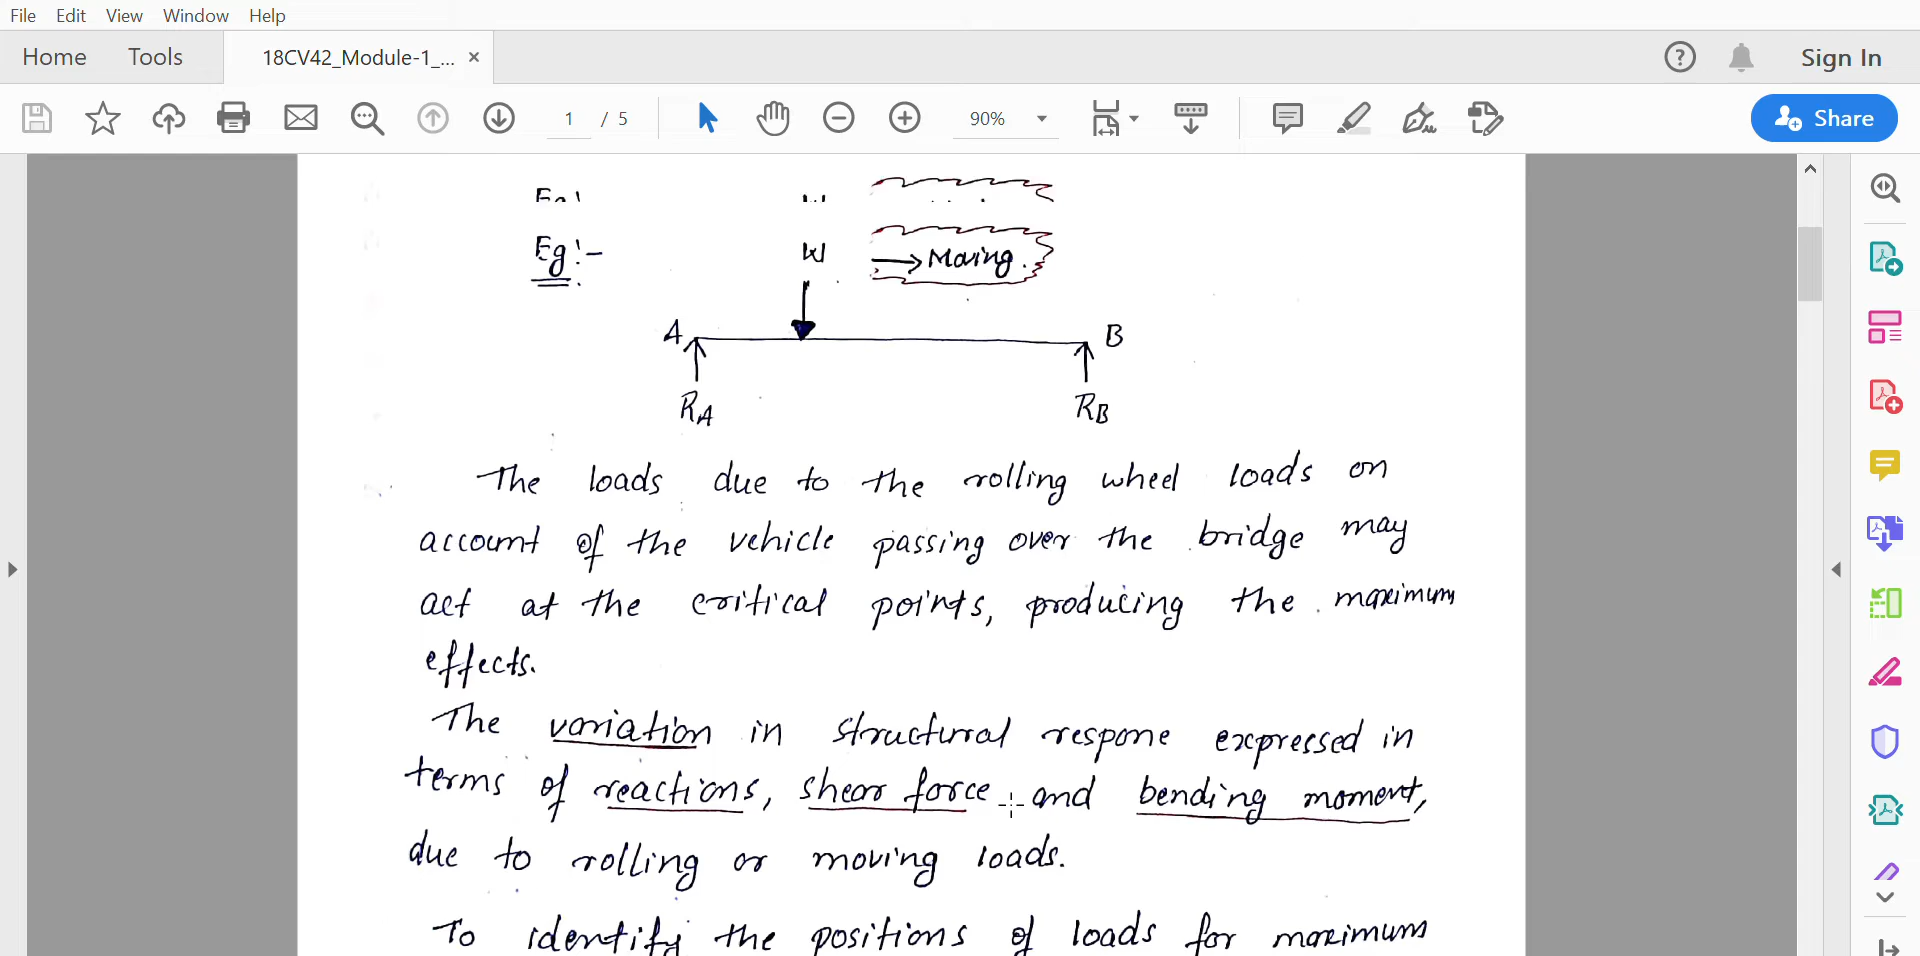 File Edit View Window Help
Home Tools 18CV42_Module-1_... × ? Sign In
1 / 5 90% Share
Eg!-
W → Moving.
A B
RA RB
The loads due to the rolling wheel loads on
account of the vehicle passing over the bridge may
act at the critical points, producing the maximum
effects.
The variation in structural respone expressed in
terms of reactions, shear force and bending moment,
due to rolling or moving loads.
To identify the positions of loads for maximum